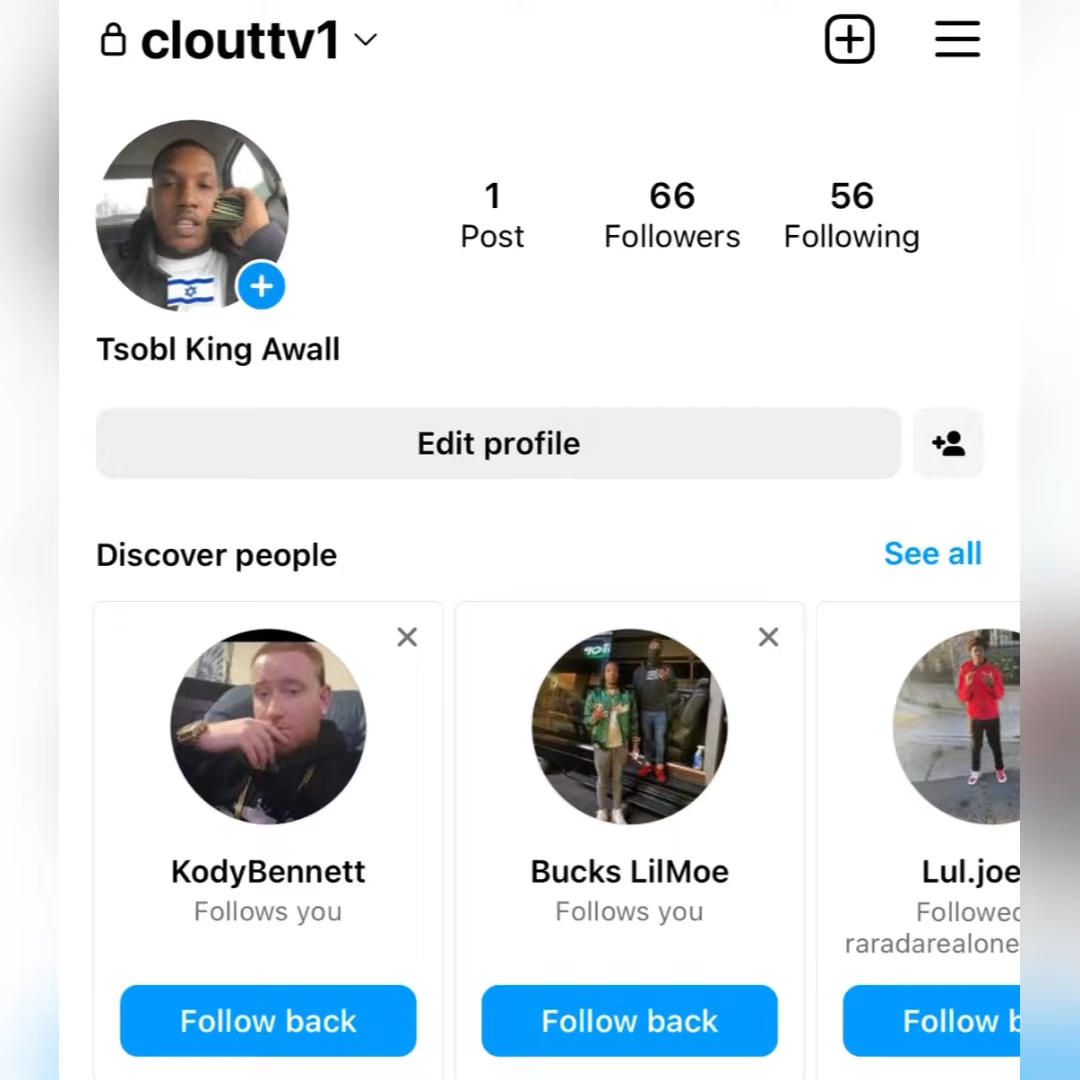 clouttv1
1 66 56
Post Followers Following
Tsobl King Awall
Edit profile
Discover people See all
KodyBennett Bucks LilMoe Lul.joe
Follows you Follows you Followed
raradarealone
Follow back Follow back Follow b